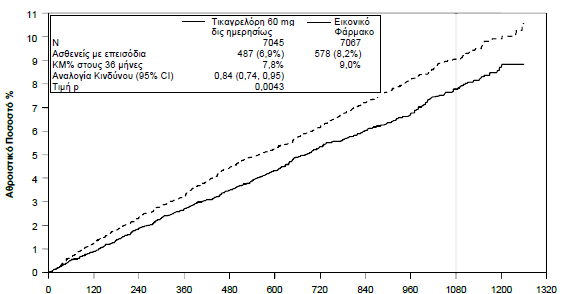 Τικαγρελόρη 60 mg Εικονικό
δις ημερησίως Φάρμακο
N 7045 7067
Ασθενείς με επεισόδια 487 (6,9%) 578 (8,2%)
KM% στους 36 μήνες 7,8% 9,0%
Αναλογία Κινδύνου (95% CI) 0,84 (0,74, 0,95)
Τιμή p 0,0043
Αθροιστικό Ποσοστό %
11
10
9
8
7
6
5
4
3
2
1
0
0 120 240 360 480 600 720 840 960 1080 1200 1320